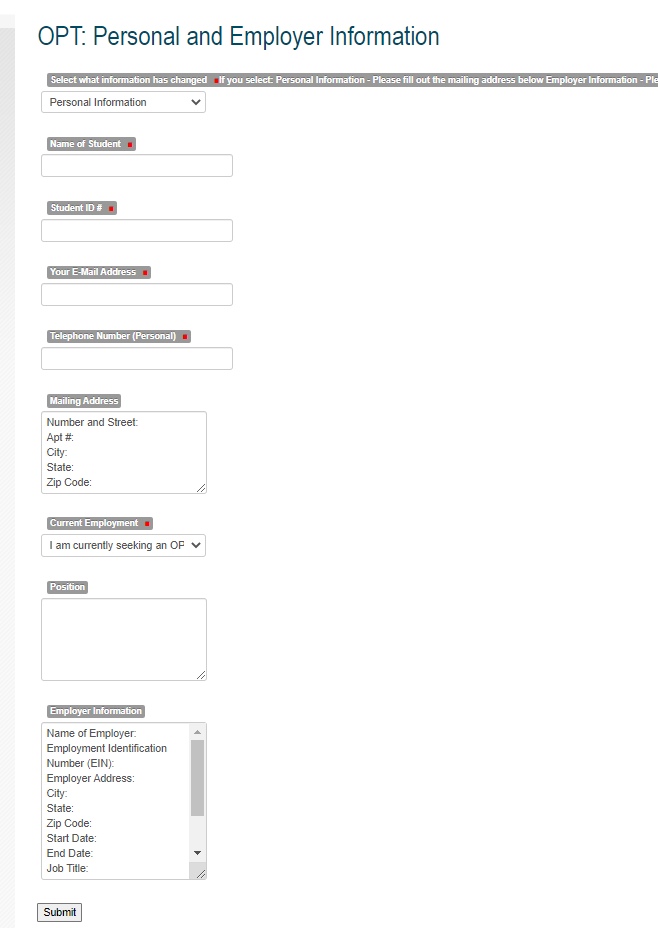 OPT: Personal and Employer Information
Select what information has changed If you select: Personal Information - Please fill out the mailing address below Employer Information - Ple
Personal Information
Name of Student
Student ID #
Your E-Mail Address
Telephone Number (Personal)
Mailing Address
Number and Street:
Apt #:
City:
State:
Zip Code:
Current Employment
I am currently seeking an OP
Position
Employer Information
Name of Employer:
Employment Identification
Number (EIN):
Employer Address:
City:
State:
Zip Code:
Start Date:
End Date:
Job Title:
Submit